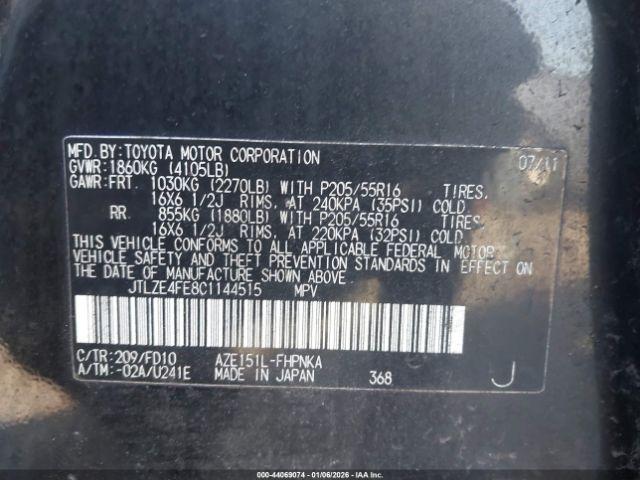 MFD. BY: TOYOTA MOTOR CORPORATION 07/11
GVWR: 1860KG (4105LB)
GAWR: FRT. 1030KG (2270LB) WITH P205/55R16 TIRES,
16X6 1/2J RIMS, AT 240KPA (35PSI) COLD
RR. 855KG (1880LB) WITH P205/55R16 TIRES,
16X6 1/2J RIMS, AT 220KPA (32PSI) COLD
THIS VEHICLE CONFORMS TO ALL APPLICABLE FEDERAL MOTOR
VEHICLE SAFETY AND THEFT PREVENTION STANDARDS IN EFFECT ON
THE DATE OF MANUFACTURE SHOWN ABOVE.
JTLZE4FE8C1144515 MPV
C/TR: 209/FD10 AZE151L-FHPNKA
A/TM: -02A/U241E MADE IN JAPAN 368 J
000-44069074 - 01/06/2026 - IAAI.COM